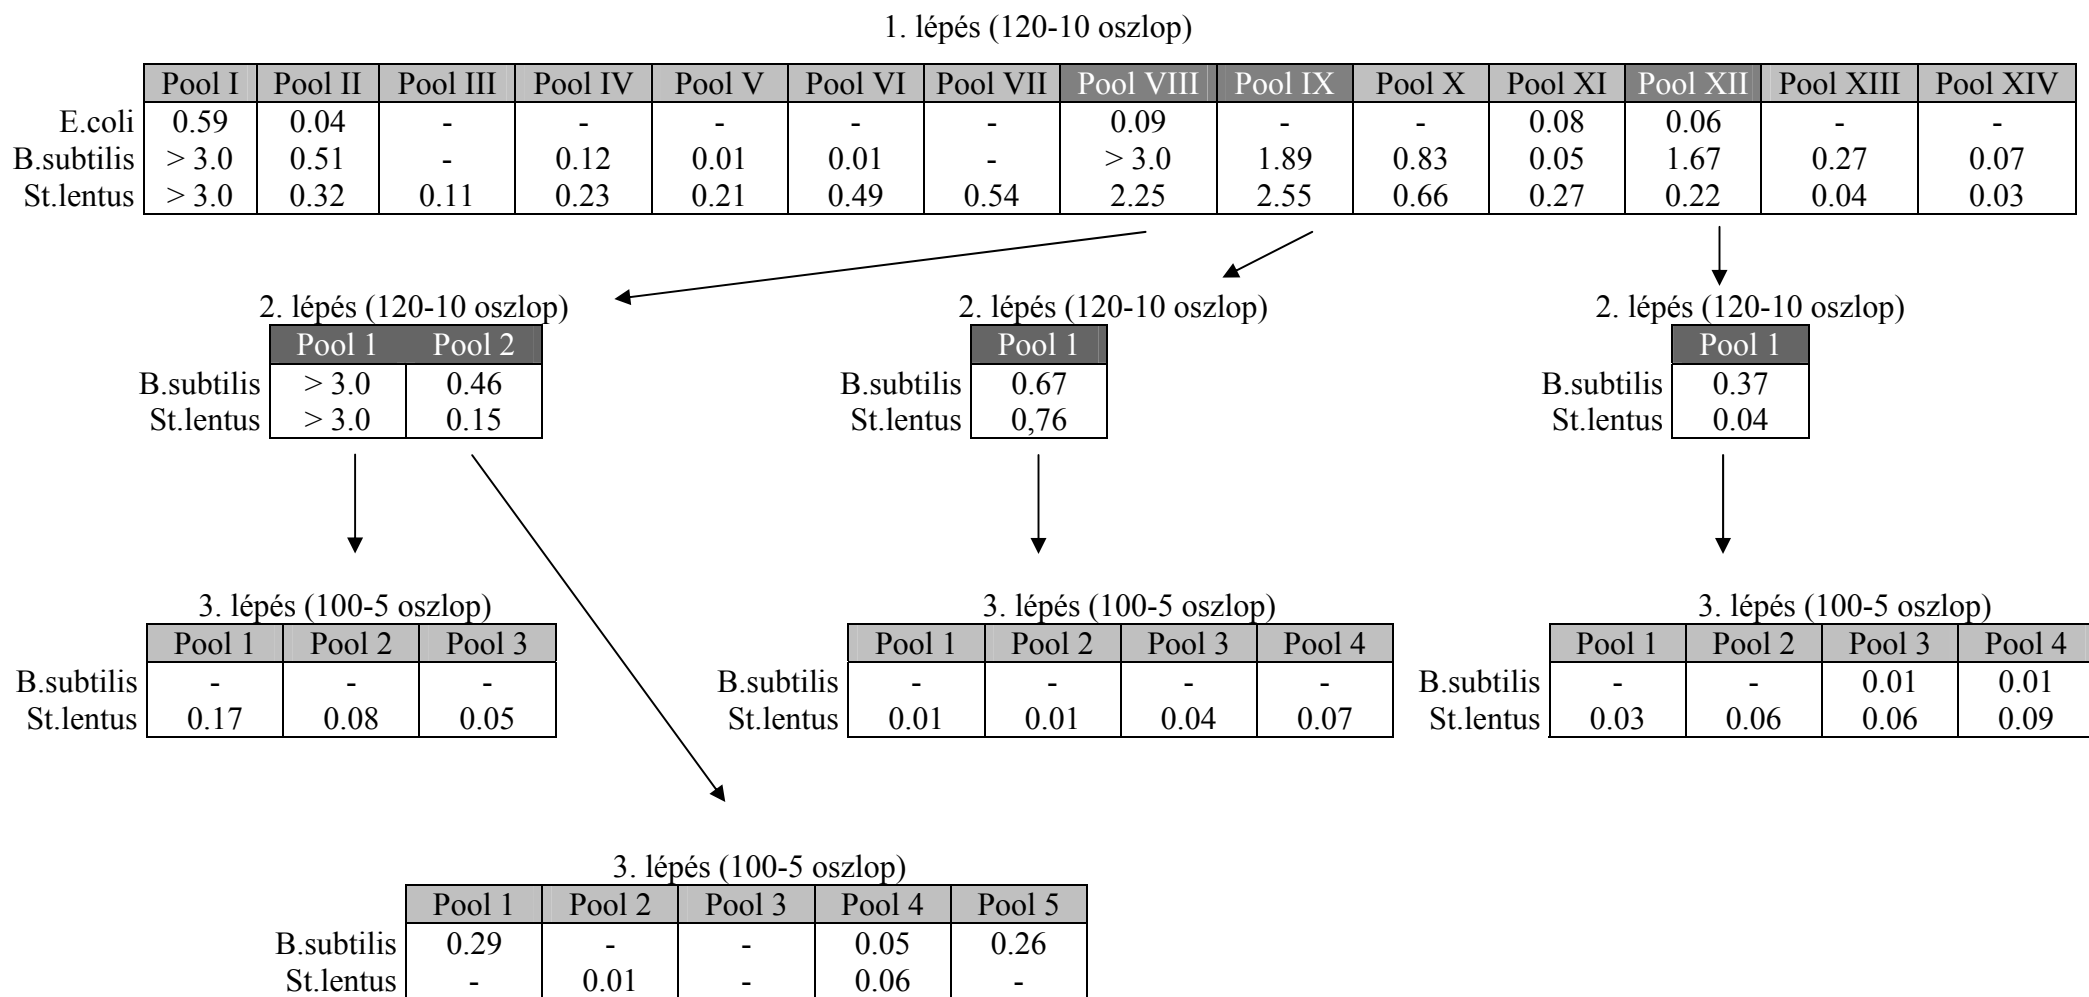 1. lépés (120-10 oszlop)
Pool I Pool II Pool III Pool IV Pool V Pool VI Pool VII Pool VIII Pool IX Pool X Pool XI Pool XII Pool XIII Pool XIV
E.coli 0.59 0.04 - - - - - 0.09 - - 0.08 0.06 - -
B.subtilis > 3.0 0.51 - 0.12 0.01 0.01 - > 3.0 1.89 0.83 0.05 1.67 0.27 0.07
St.lentus > 3.0 0.32 0.11 0.23 0.21 0.49 0.54 2.25 2.55 0.66 0.27 0.22 0.04 0.03
2. lépés (120-10 oszlop)
Pool 1 Pool 2
B.subtilis > 3.0 0.46
St.lentus > 3.0 0.15
2. lépés (120-10 oszlop)
Pool 1
B.subtilis 0.67
St.lentus 0,76
2. lépés (120-10 oszlop)
Pool 1
B.subtilis 0.37
St.lentus 0.04
3. lépés (100-5 oszlop)
Pool 1 Pool 2 Pool 3
B.subtilis - - -
St.lentus 0.17 0.08 0.05
3. lépés (100-5 oszlop)
Pool 1 Pool 2 Pool 3 Pool 4
B.subtilis - - - -
St.lentus 0.01 0.01 0.04 0.07
3. lépés (100-5 oszlop)
Pool 1 Pool 2 Pool 3 Pool 4
B.subtilis - - 0.01 0.01
St.lentus 0.03 0.06 0.06 0.09
3. lépés (100-5 oszlop)
Pool 1 Pool 2 Pool 3 Pool 4 Pool 5
B.subtilis 0.29 - - 0.05 0.26
St.lentus - 0.01 - 0.06 -